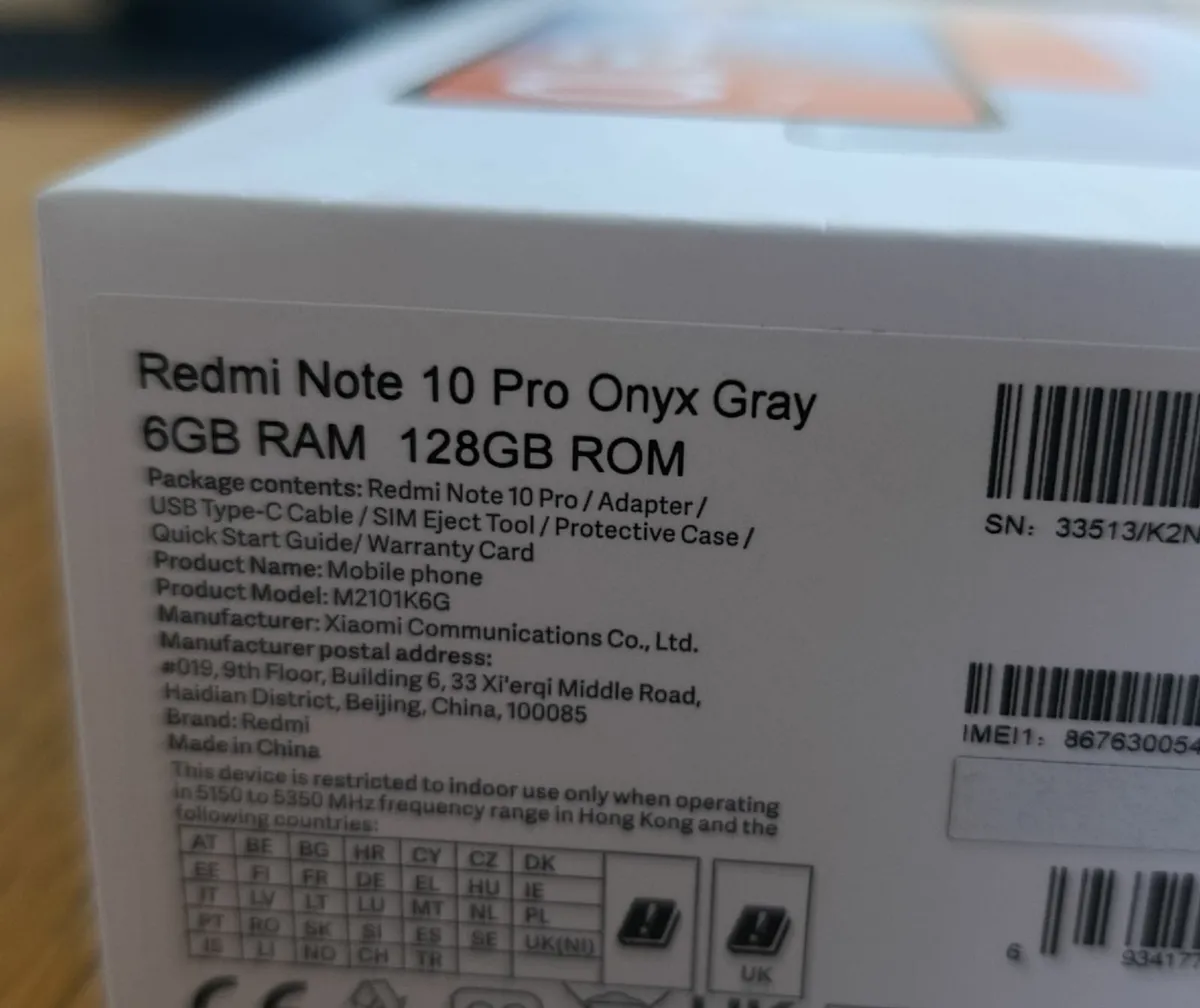 Redmi Note 10 Pro Onyx Gray
6GB RAM 128GB ROM
Package contents: Redmi Note 10 Pro / Adapter /
USB Type-C Cable / SIM Eject Tool / Protective Case /
Quick Start Guide/ Warranty Card
Product Name: Mobile phone
Product Model: M2101K6G
Manufacturer: Xiaomi Communications Co., Ltd.
Manufacturer postal address:
#019, 9th Floor, Building 6, 33 Xi'erqi Middle Road,
Haidian District, Beijing, China, 100085
Brand: Redmi
Made in China
This device is restricted to indoor use only when operating
in 5150 to 5350 MHz frequency range in Hong Kong and the
following countries:
AT BE BG HR CY CZ DK
EE FI FR DE EL HU IE
IT LV LT LU MT NL PL
PT RO SK SI ES SE UK(NI)
IS LI NO CH TR
UK
CE
SN: 33513/K2N
IMEI1: 867630054
6 934177